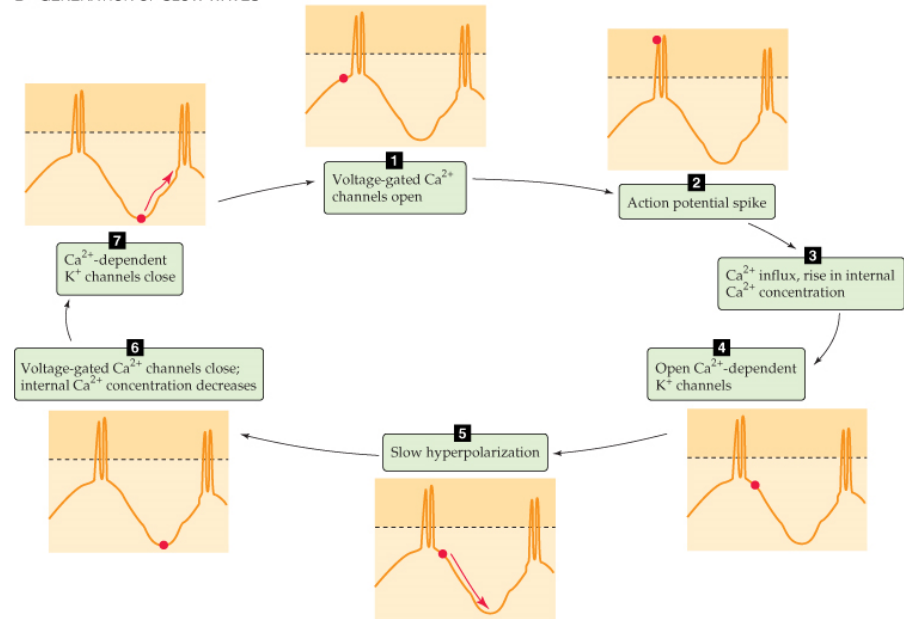 1
Voltage-gated Ca²⁺
channels open
2
Action potential spike
3
Ca²⁺ influx, rise in internal
Ca²⁺ concentration
4
Open Ca²⁺-dependent
K⁺ channels
5
Slow hyperpolarization
6
Voltage-gated Ca²⁺ channels close;
internal Ca²⁺ concentration decreases
7
Ca²⁺-dependent
K⁺ channels close